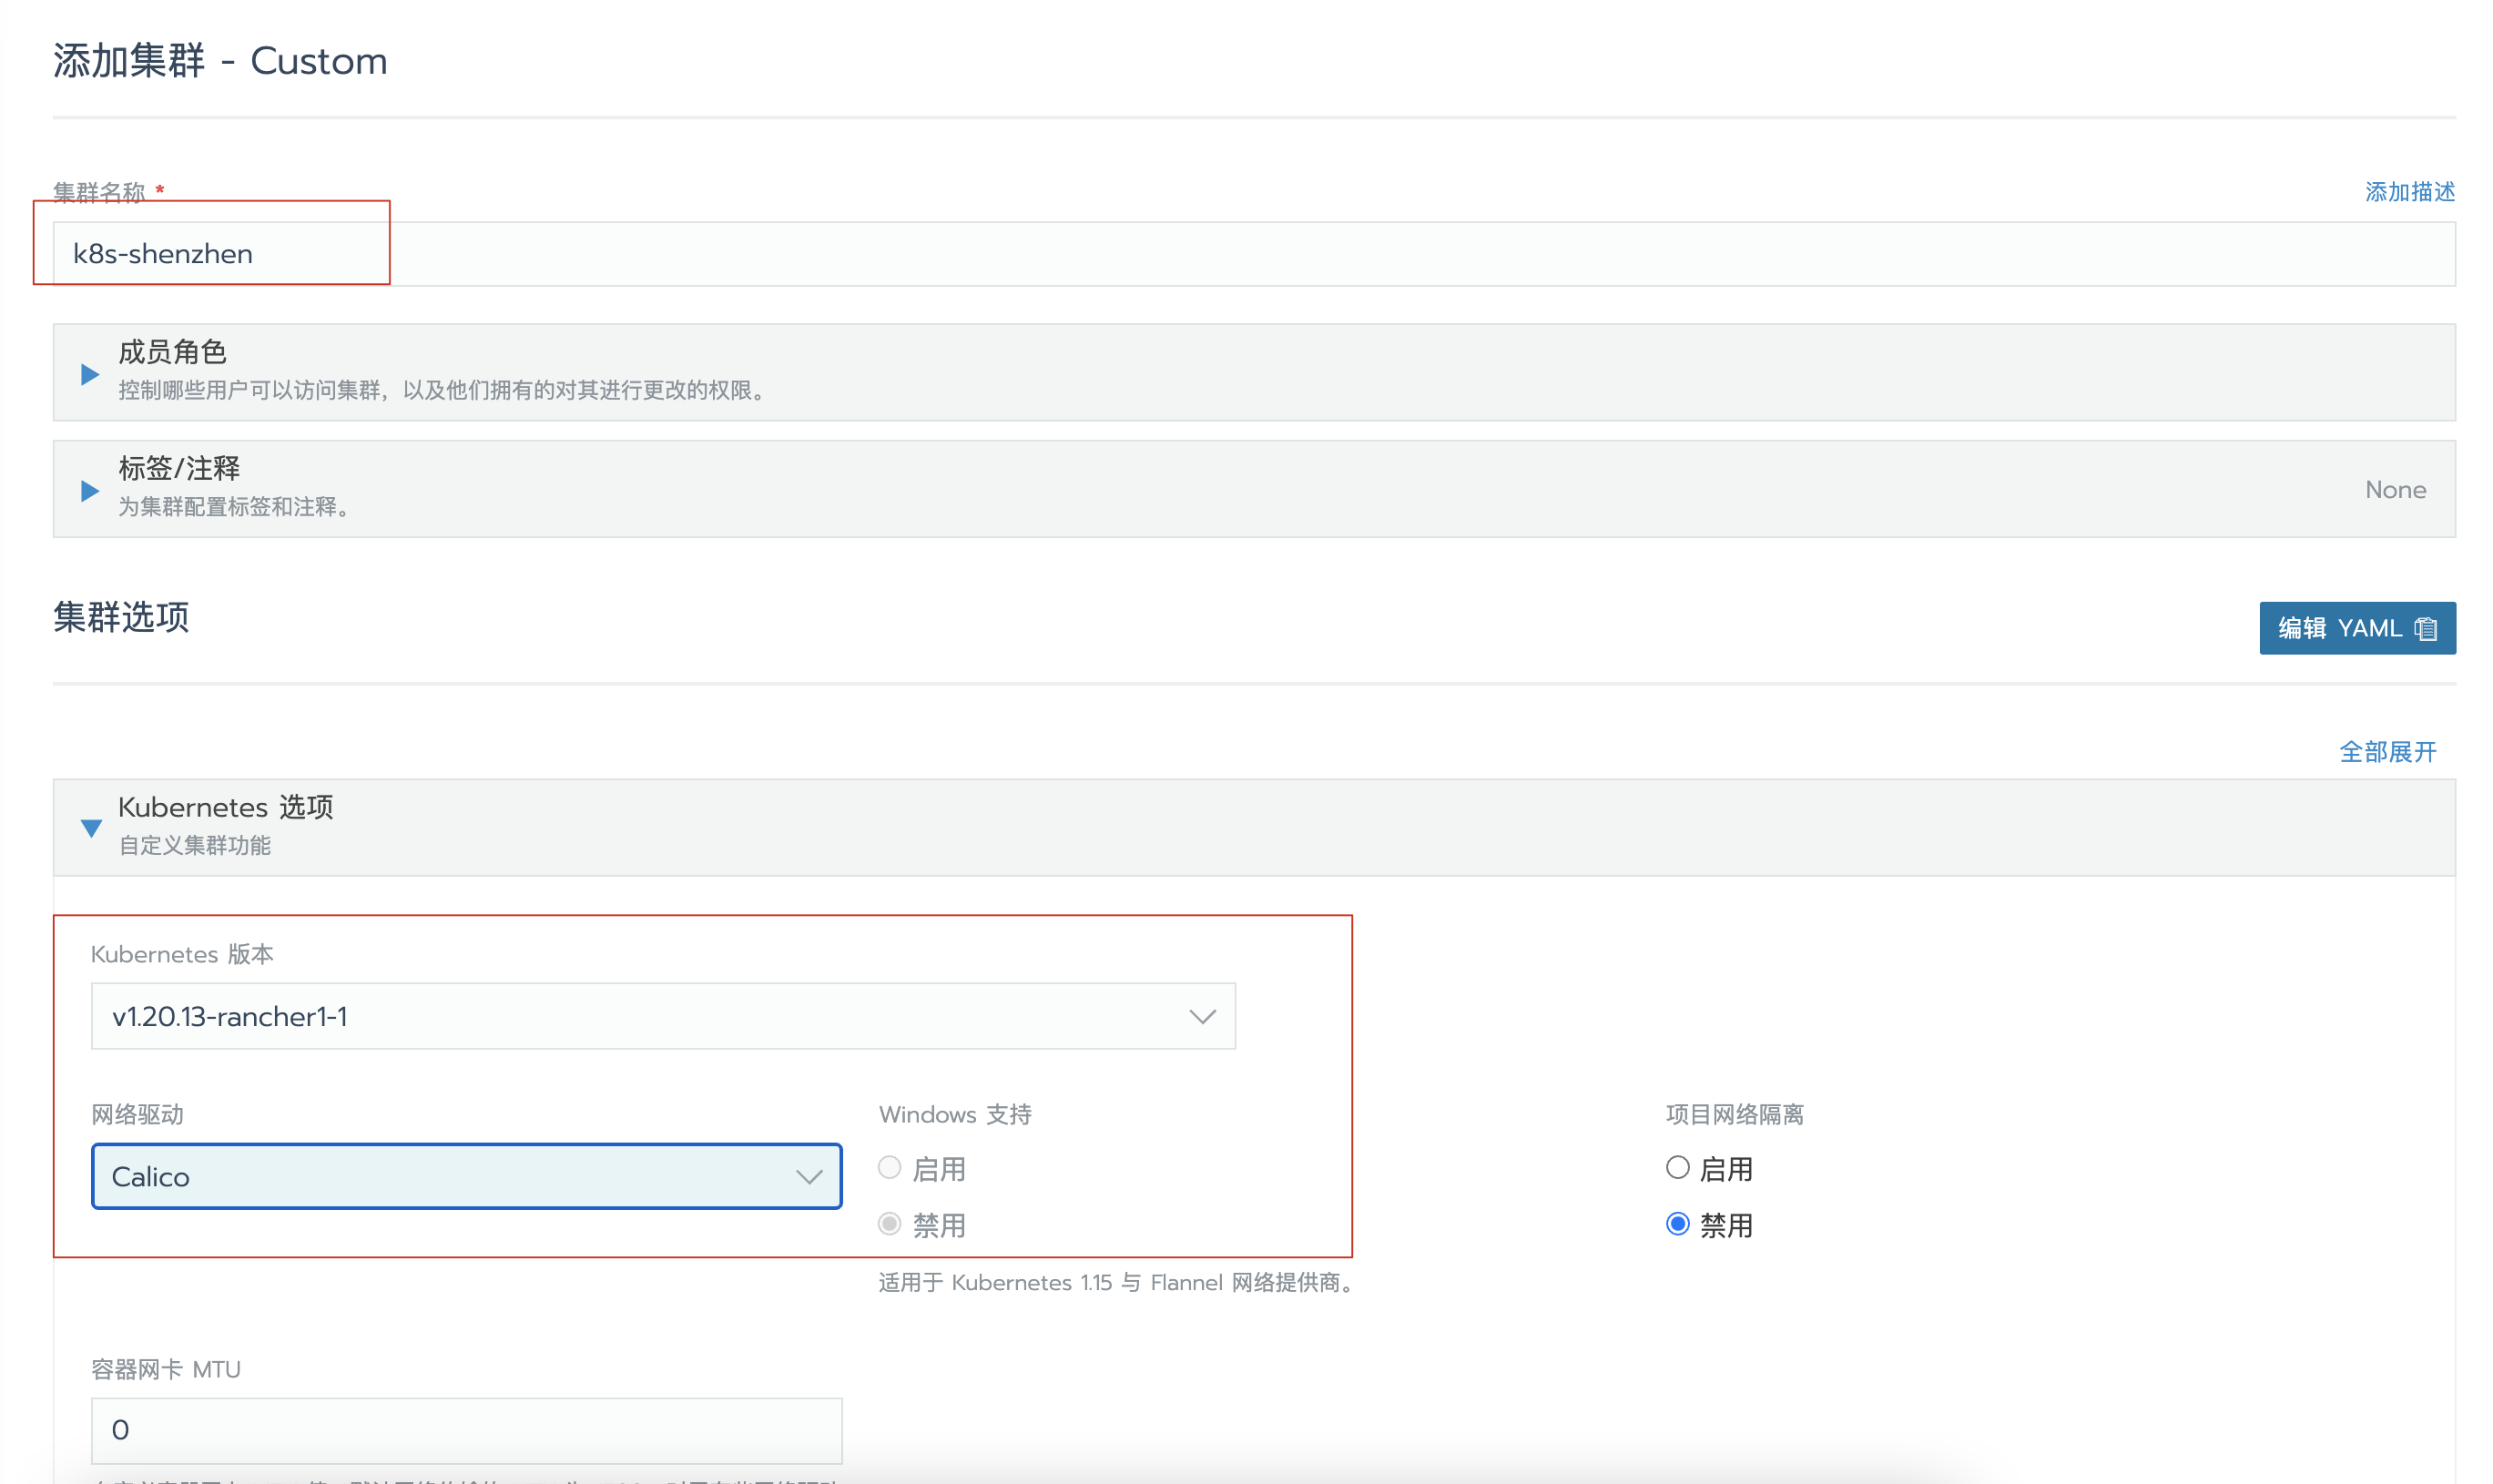 添加集群 - Custom
集群名称 *
添加描述
k8s-shenzhen
成员角色
控制哪些用户可以访问集群，以及他们拥有的对其进行更改的权限。
标签/注释
为集群配置标签和注释。
None
集群选项
编辑 YAML
全部展开
Kubernetes 选项
自定义集群功能
Kubernetes 版本
v1.20.13-rancher1-1
网络驱动
Windows 支持
项目网络隔离
Calico
启用
启用
禁用
禁用
适用于 Kubernetes 1.15 与 Flannel 网络提供商。
容器网卡 MTU
0